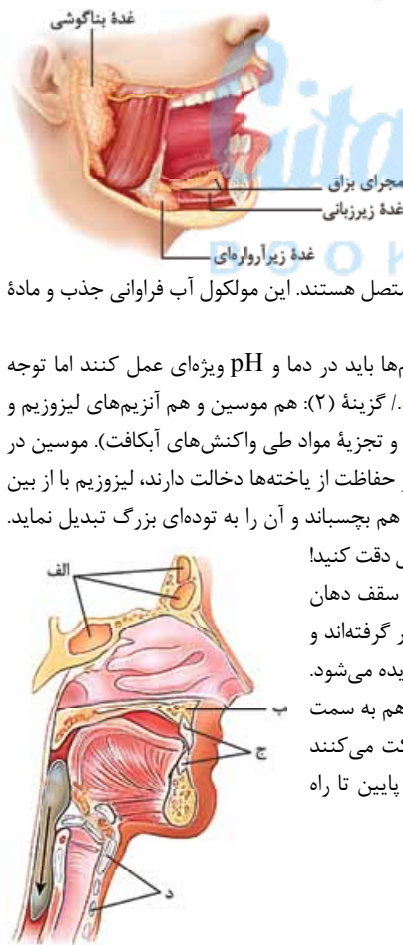 غدهٔ بناگوشی
مجرای بزاق
غدهٔ زیرزبانی
غدهٔ زیرآرواره‌ای
BOOK
متصل هستند. این مولکول آب فراوانی جذب و مادهٔ
م‌ها باید در دما و pH ویژه‌ای عمل کنند اما توجه
./ گزینهٔ (۲): هم موسین و هم آنزیم‌های لیزوزیم و
و تجزیهٔ مواد طی واکنش‌های آبکافت). موسین در
حفاظت از یاخته‌ها دخالت دارند، لیزوزیم با از بین
هم بچسباند و آن را به توده‌ای بزرگ تبدیل نماید.
دقت کنید!
سقف دهان
گرفته‌اند و
یده می‌شود.
هم به سمت
کت می‌کنند
پایین تا راه
الف
ب
ج
د